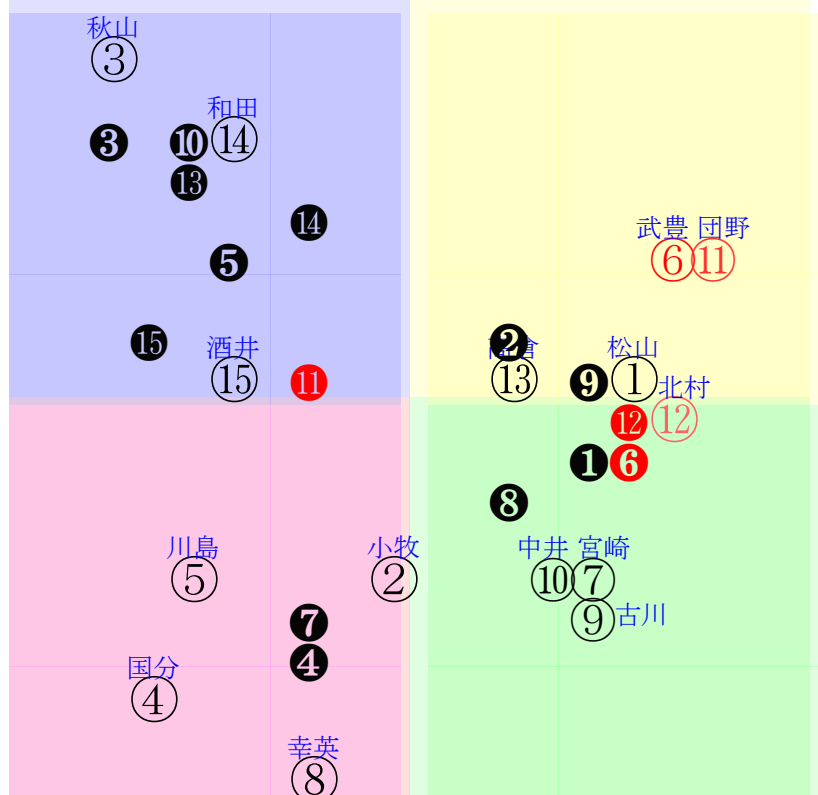 秋山
③
和田
❸ ❿ ⑭
⓭
⓮
武豊 団野
❺ ⑥ ⑪
⓯ ❷
酒井 松山
⑮ ⓫ ⑬ ❾ ①
北村
⓬ ⑫
❶ ❻
❽
川島 小牧 中井 宮崎
⑤ ② ⑩ ⑦
❼ ⑨ 古川
国分 ❹
④
幸英
⑧